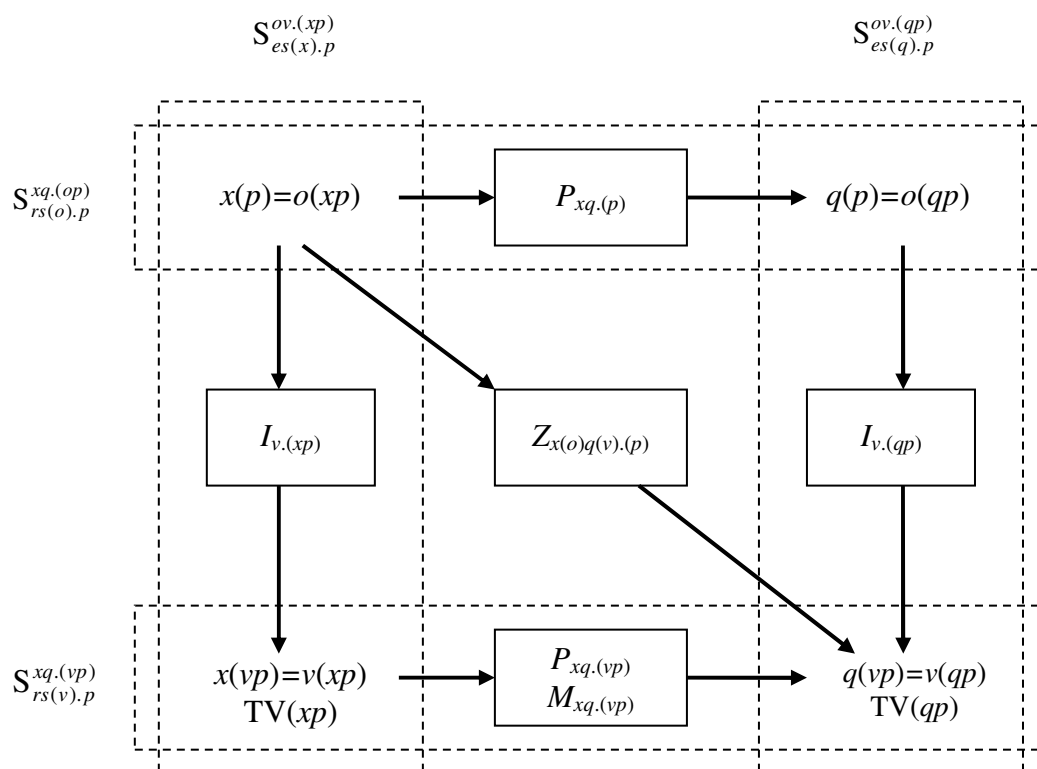 S^{ov.(xp)}_{es(x).p} S^{ov.(qp)}_{es(q).p}
S^{xq.(op)}_{rs(o).p} x(p)=o(xp) P_{xq.(p)} q(p)=o(qp)
I_{v.(xp)} Z_{x(o)q(v).(p)} I_{v.(qp)}
S^{xq.(vp)}_{rs(v).p} x(vp)=v(xp) P_{xq.(vp)} q(vp)=v(qp)
TV(xp) M_{xq.(vp)} TV(qp)